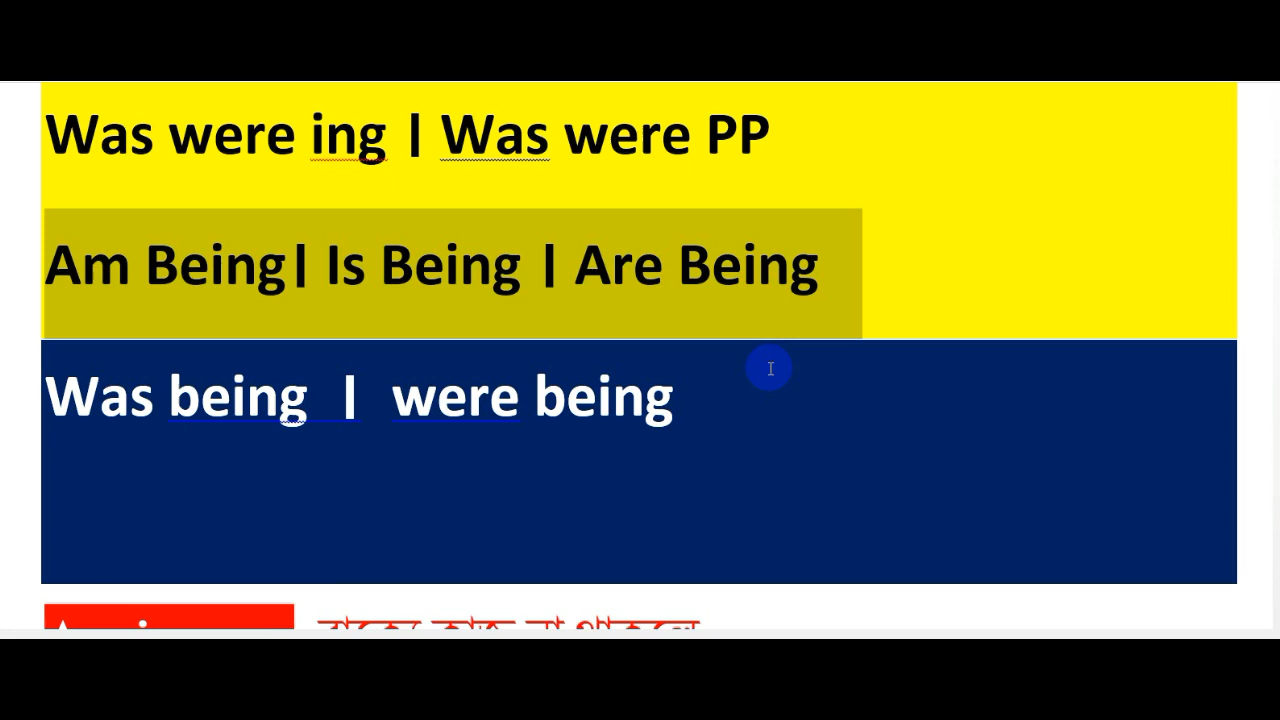 Was were ing | Was were PP
Am Being| Is Being | Are Being
Was being | were being